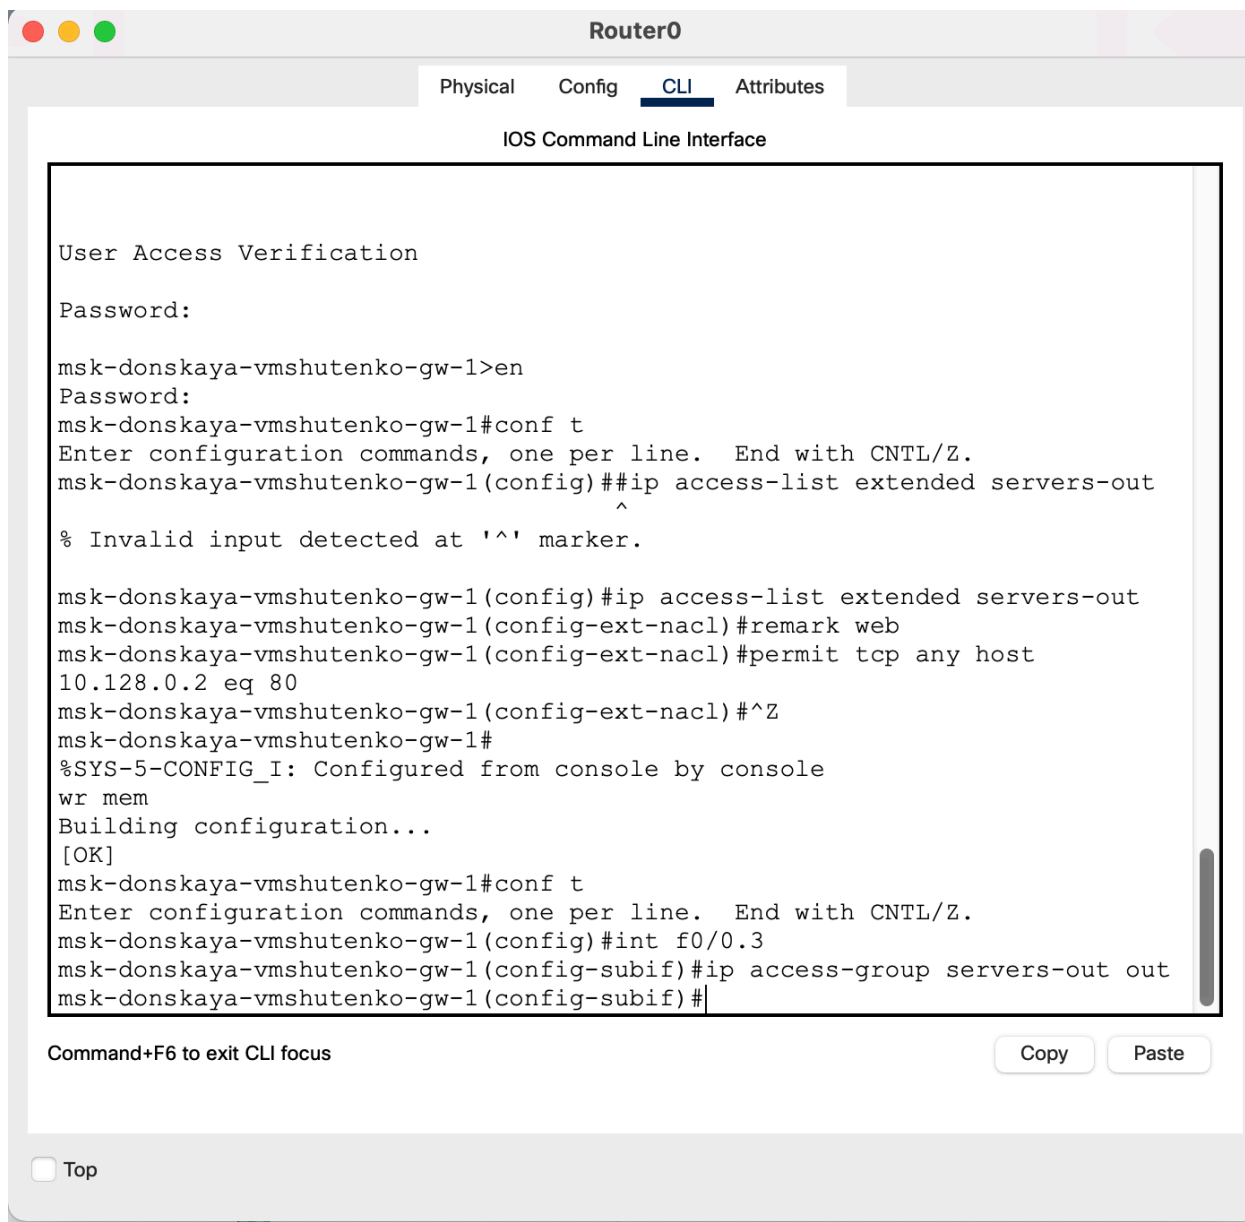 Router0
Physical Config CLI Attributes
IOS Command Line Interface
User Access Verification
Password:
msk-donskaya-vmshutenko-gw-1>en
Password:
msk-donskaya-vmshutenko-gw-1#conf t
Enter configuration commands, one per line.  End with CNTL/Z.
msk-donskaya-vmshutenko-gw-1(config)##ip access-list extended servers-out
^
% Invalid input detected at '^' marker.
msk-donskaya-vmshutenko-gw-1(config)#ip access-list extended servers-out
msk-donskaya-vmshutenko-gw-1(config-ext-nacl)#remark web
msk-donskaya-vmshutenko-gw-1(config-ext-nacl)#permit tcp any host
10.128.0.2 eq 80
msk-donskaya-vmshutenko-gw-1(config-ext-nacl)#^Z
msk-donskaya-vmshutenko-gw-1#
%SYS-5-CONFIG_I: Configured from console by console
wr mem
Building configuration...
[OK]
msk-donskaya-vmshutenko-gw-1#conf t
Enter configuration commands, one per line.  End with CNTL/Z.
msk-donskaya-vmshutenko-gw-1(config)#int f0/0.3
msk-donskaya-vmshutenko-gw-1(config-subif)#ip access-group servers-out out
msk-donskaya-vmshutenko-gw-1(config-subif)#
Command+F6 to exit CLI focus
Copy Paste
Top